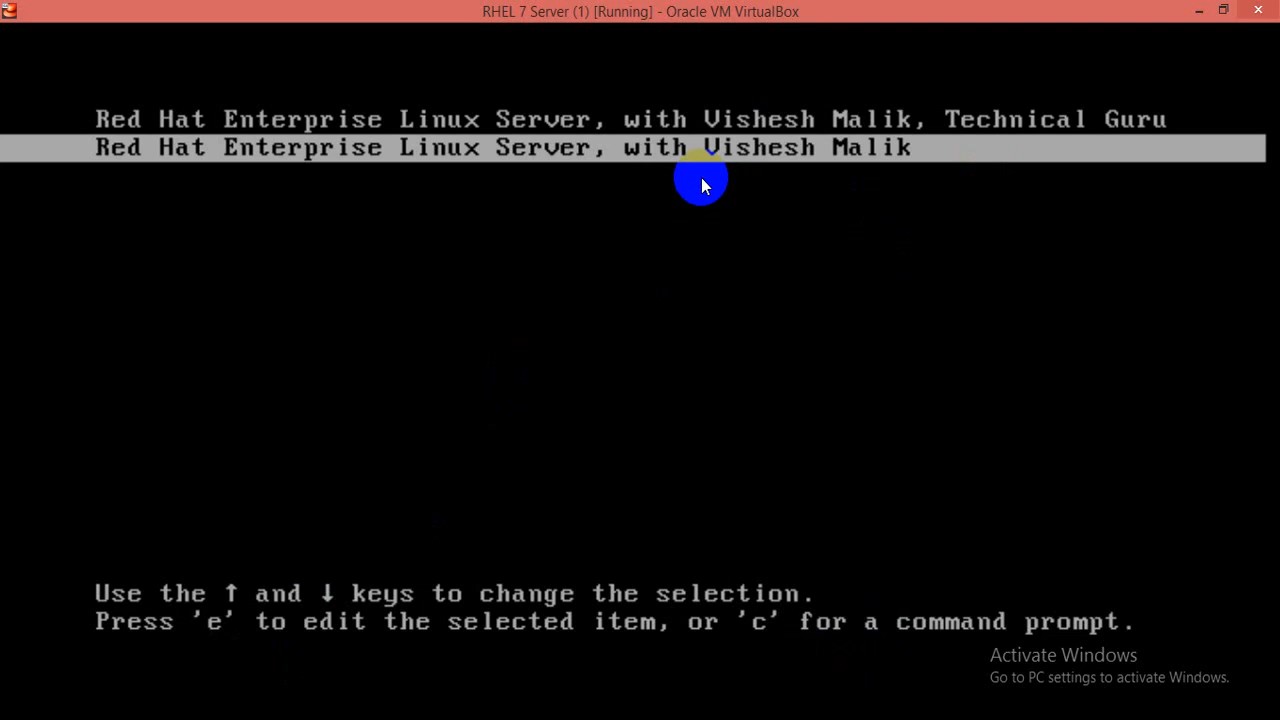 RHEL 7 Server (1) [Running] - Oracle VM VirtualBox
Red Hat Enterprise Linux Server, with Vishesh Malik, Technical Guru
Red Hat Enterprise Linux Server, with Vishesh Malik
Use the ↑ and ↓ keys to change the selection.
Press 'e' to edit the selected item, or 'c' for a command prompt.
Activate Windows
Go to PC settings to activate Windows.